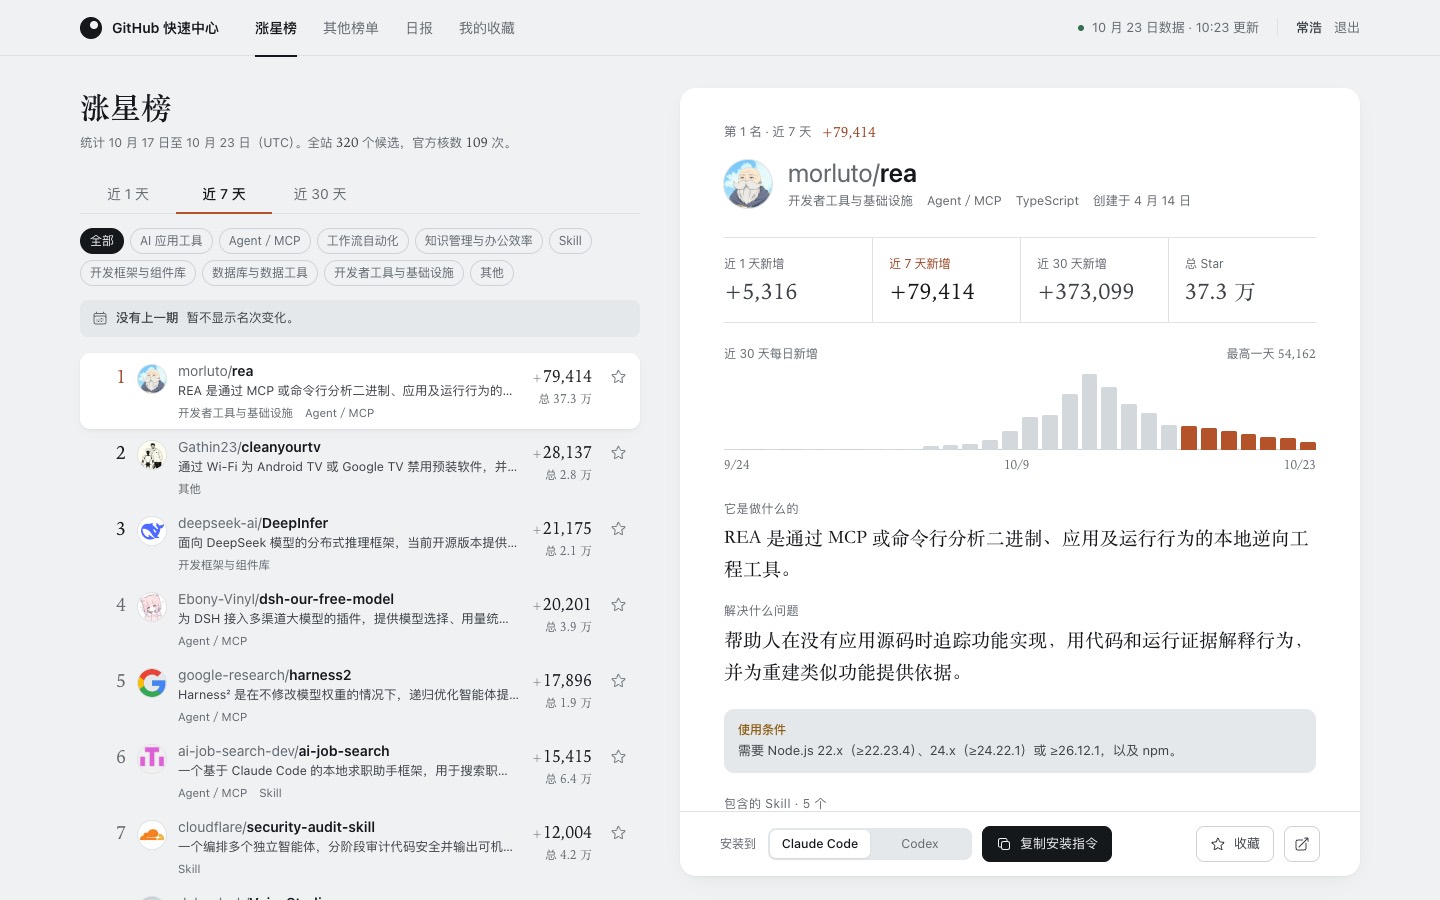 GitHub 快速中心
涨星榜
其他榜单
日报
我的收藏
10 月 23 日数据 · 10:23 更新
常浩
退出
涨星榜
统计 10 月 17 日至 10 月 23 日（UTC）。全站 320 个候选，官方核数 109 次。
近 1 天
近 7 天
近 30 天
全部
AI 应用工具
Agent / MCP
工作流自动化
知识管理与办公效率
Skill
开发框架与组件库
数据库与数据工具
开发者工具与基础设施
其他
没有上一期 暂不显示名次变化。
1
morluto/rea
REA 是通过 MCP 或命令行分析二进制、应用及运行行为的...
开发者工具与基础设施 Agent / MCP
+79,414
总 37.3 万
2
Gathin23/cleanyourtv
通过 Wi-Fi 为 Android TV 或 Google TV 禁用预装软件，并...
其他
+28,137
总 2.8 万
3
deepseek-ai/DeepInfer
面向 DeepSeek 模型的分布式推理框架，当前开源版本提供...
开发框架与组件库
+21,175
总 2.1 万
4
Ebony-Vinyl/dsh-our-free-model
为 DSH 接入多渠道大模型的插件，提供模型选择、用量统...
Agent / MCP
+20,201
总 3.9 万
5
google-research/harness2
Harness² 是在不修改模型权重的情况下，递归优化智能体提...
Agent / MCP
+17,896
总 1.9 万
6
ai-job-search-dev/ai-job-search
一个基于 Claude Code 的本地求职助手框架，用于搜索职...
Agent / MCP Skill
+15,415
总 6.4 万
7
cloudflare/security-audit-skill
一个编排多个独立智能体，分阶段审计代码安全并输出可机...
Skill
+12,004
总 4.2 万
第 1 名 · 近 7 天 +79,414
morluto/rea
开发者工具与基础设施 Agent / MCP TypeScript 创建于 4 月 14 日
近 1 天新增
+5,316
近 7 天新增
+79,414
近 30 天新增
+373,099
总 Star
37.3 万
近 30 天每日新增
最高一天 54,162
9/24
10/9
10/23
它是做什么的
REA 是通过 MCP 或命令行分析二进制、应用及运行行为的本地逆向工
程工具。
解决什么问题
帮助人在没有应用源码时追踪功能实现，用代码和运行证据解释行为，
并为重建类似功能提供依据。
使用条件
需要 Node.js 22.x（≥22.23.4）、24.x（≥24.22.1）或 ≥26.12.1，以及 npm。
包含的 Skill · 5 个
安装到
Claude Code
Codex
复制安装指令
收藏